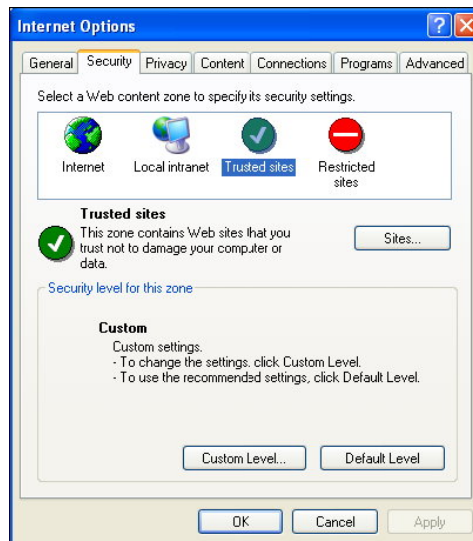 Internet Options
General Security Privacy Content Connections Programs Advanced
Select a Web content zone to specify its security settings.
Internet Local intranet Trusted sites Restricted
sites
Trusted sites
This zone contains Web sites that you
trust not to damage your computer or
data.
Sites...
Security level for this zone
Custom
Custom settings.
- To change the settings, click Custom Level.
- To use the recommended settings, click Default Level.
Custom Level... Default Level
OK Cancel Apply